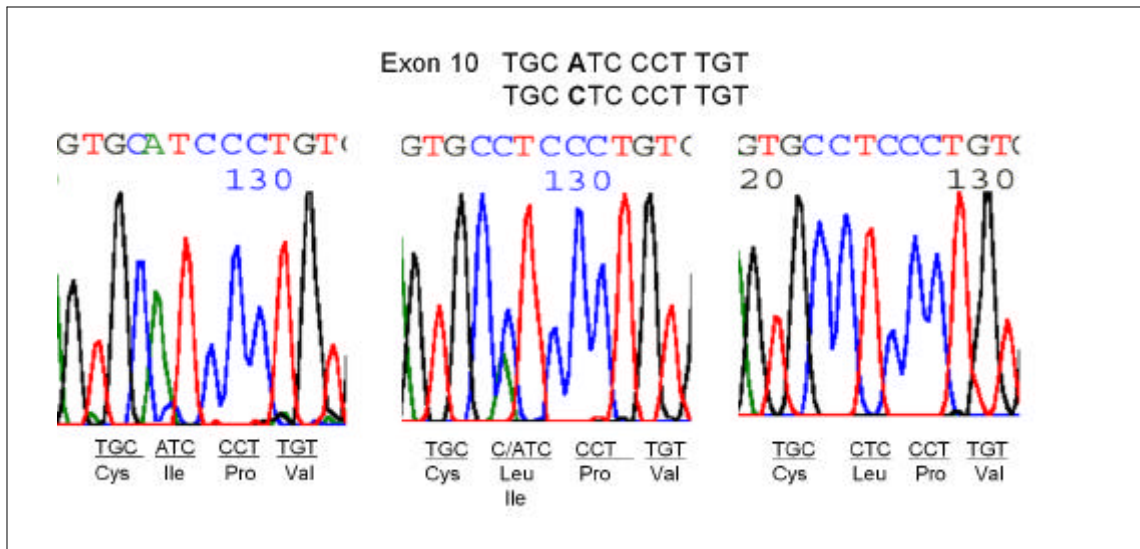 Exon 10 TGC ATC CCT TGT
TGC CTC CCT TGT
GTGCATCCCTGT
GTGCCTCCCTGT
GTGCCTCCCTGT
130
130
20 130
TGC ATC CCT TGT
Cys Ile Pro Val
TGC C/ATC CCT TGT
Cys Leu Pro Val
Ile
TGC CTC CCT TGT
Cys Leu Pro Val